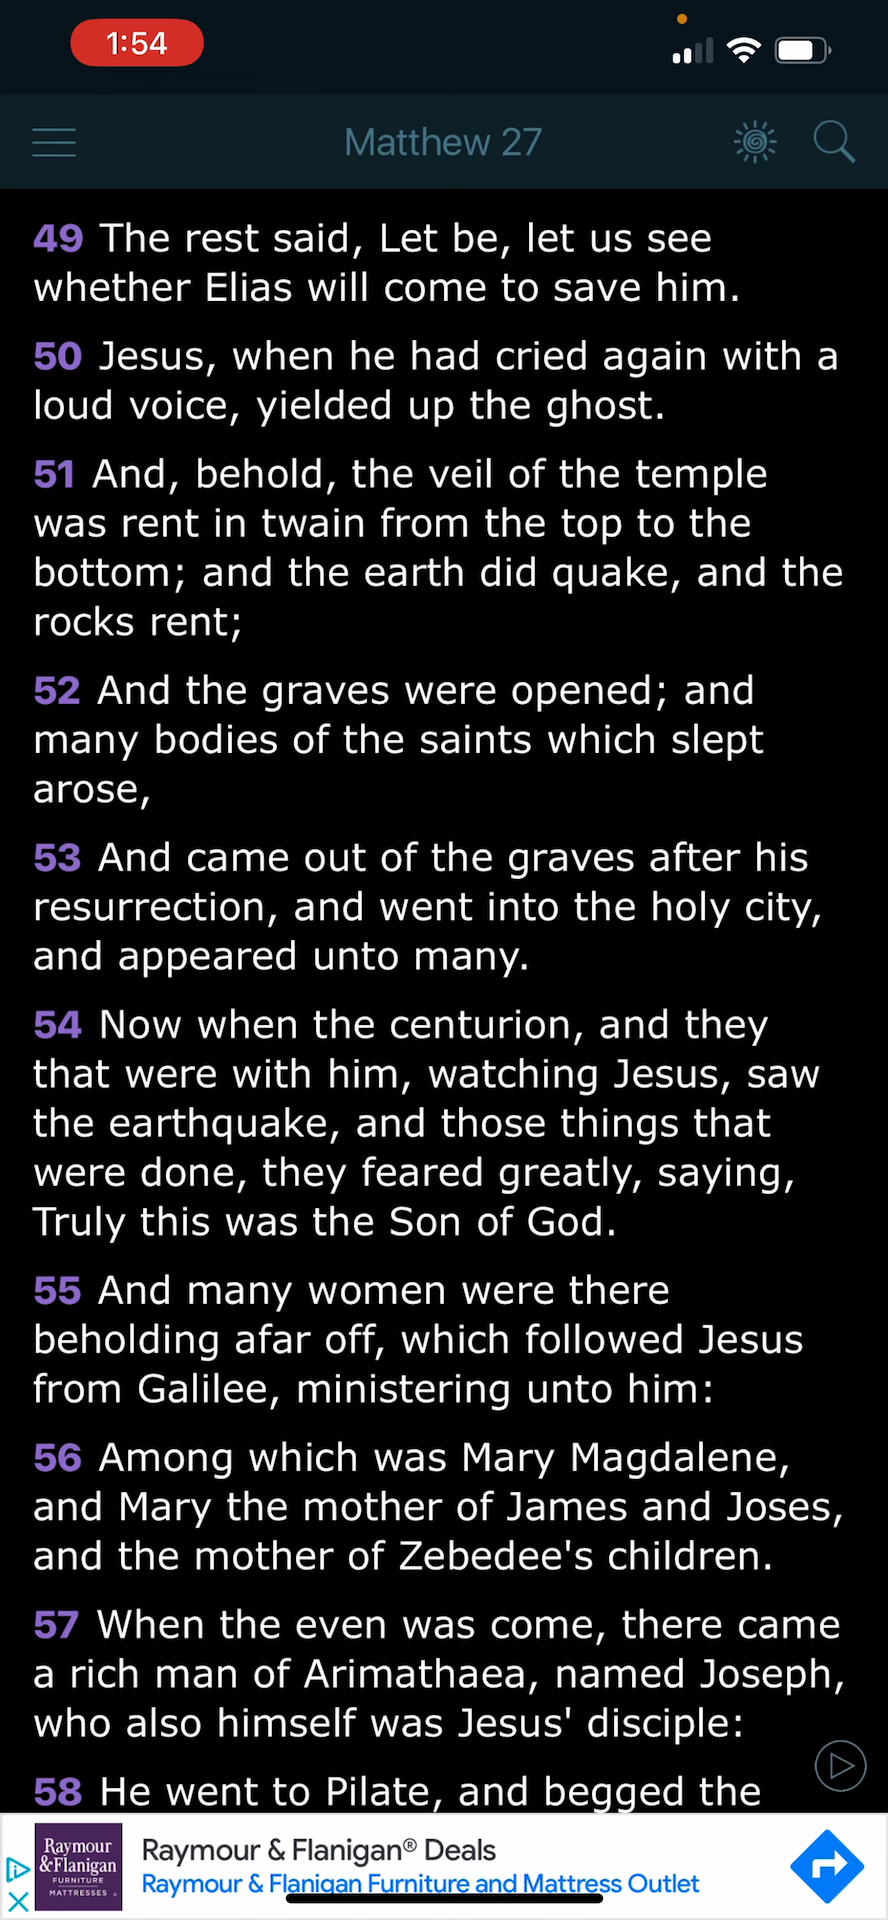 1:54
Matthew 27
49 The rest said, Let be, let us see
whether Elias will come to save him.
50 Jesus, when he had cried again with a
loud voice, yielded up the ghost.
51 And, behold, the veil of the temple
was rent in twain from the top to the
bottom; and the earth did quake, and the
rocks rent;
52 And the graves were opened; and
many bodies of the saints which slept
arose,
53 And came out of the graves after his
resurrection, and went into the holy city,
and appeared unto many.
54 Now when the centurion, and they
that were with him, watching Jesus, saw
the earthquake, and those things that
were done, they feared greatly, saying,
Truly this was the Son of God.
55 And many women were there
beholding afar off, which followed Jesus
from Galilee, ministering unto him:
56 Among which was Mary Magdalene,
and Mary the mother of James and Joses,
and the mother of Zebedee's children.
57 When the even was come, there came
a rich man of Arimathaea, named Joseph,
who also himself was Jesus' disciple:
58 He went to Pilate, and begged the
Raymour
&Flanigan
FURNITURE
MATTRESSES
Raymour & Flanigan® Deals
Raymour & Flanigan Furniture and Mattress Outlet